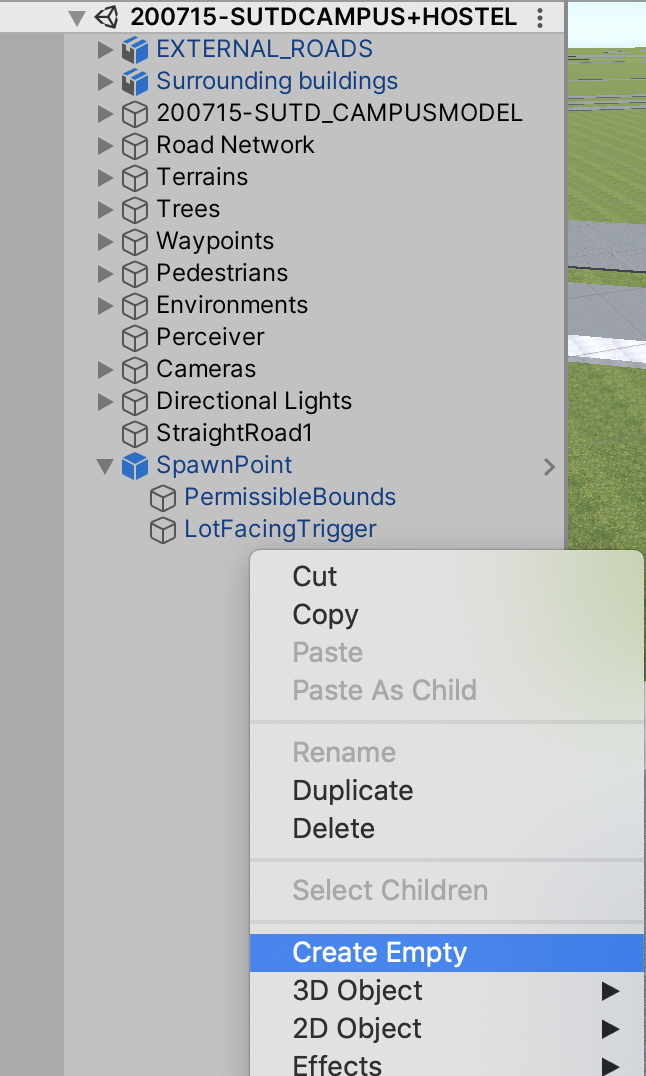 200715-SUTDCAMPUS+HOSTEL
EXTERNAL_ROADS
Surrounding buildings
200715-SUTD_CAMPUSMODEL
Road Network
Terrains
Trees
Waypoints
Pedestrians
Environments
Perceiver
Cameras
Directional Lights
StraightRoad1
SpawnPoint
PermissibleBounds
LotFacingTrigger
Cut
Copy
Paste
Paste As Child
Rename
Duplicate
Delete
Select Children
Create Empty
3D Object
2D Object
Effects